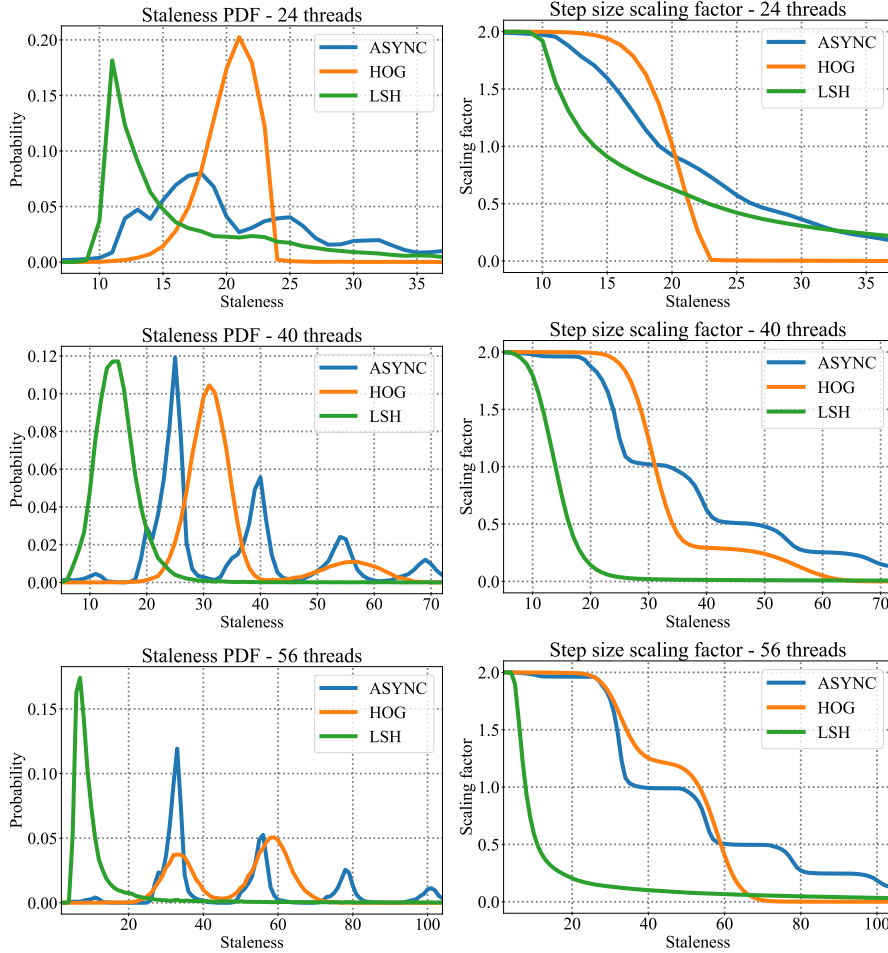 Staleness PDF - 24 threads
0.20
0.15
0.10
0.05
0.00
Probability
ASYNC
HOG
LSH
10 15 20 25 30 35
Staleness
Step size scaling factor - 24 threads
2.0
1.5
1.0
0.5
0.0
Scaling factor
ASYNC
HOG
LSH
10 15 20 25 30 35
Staleness
Staleness PDF - 40 threads
0.12
0.10
0.08
0.06
0.04
0.02
0.00
Probability
ASYNC
HOG
LSH
10 20 30 40 50 60 70
Staleness
Step size scaling factor - 40 threads
2.0
1.5
1.0
0.5
0.0
Scaling factor
ASYNC
HOG
LSH
10 20 30 40 50 60 70
Staleness
Staleness PDF - 56 threads
0.15
0.10
0.05
0.00
Probability
ASYNC
HOG
LSH
20 40 60 80 100
Staleness
Step size scaling factor - 56 threads
2.0
1.5
1.0
0.5
0.0
Scaling factor
ASYNC
HOG
LSH
20 40 60 80 100
Staleness